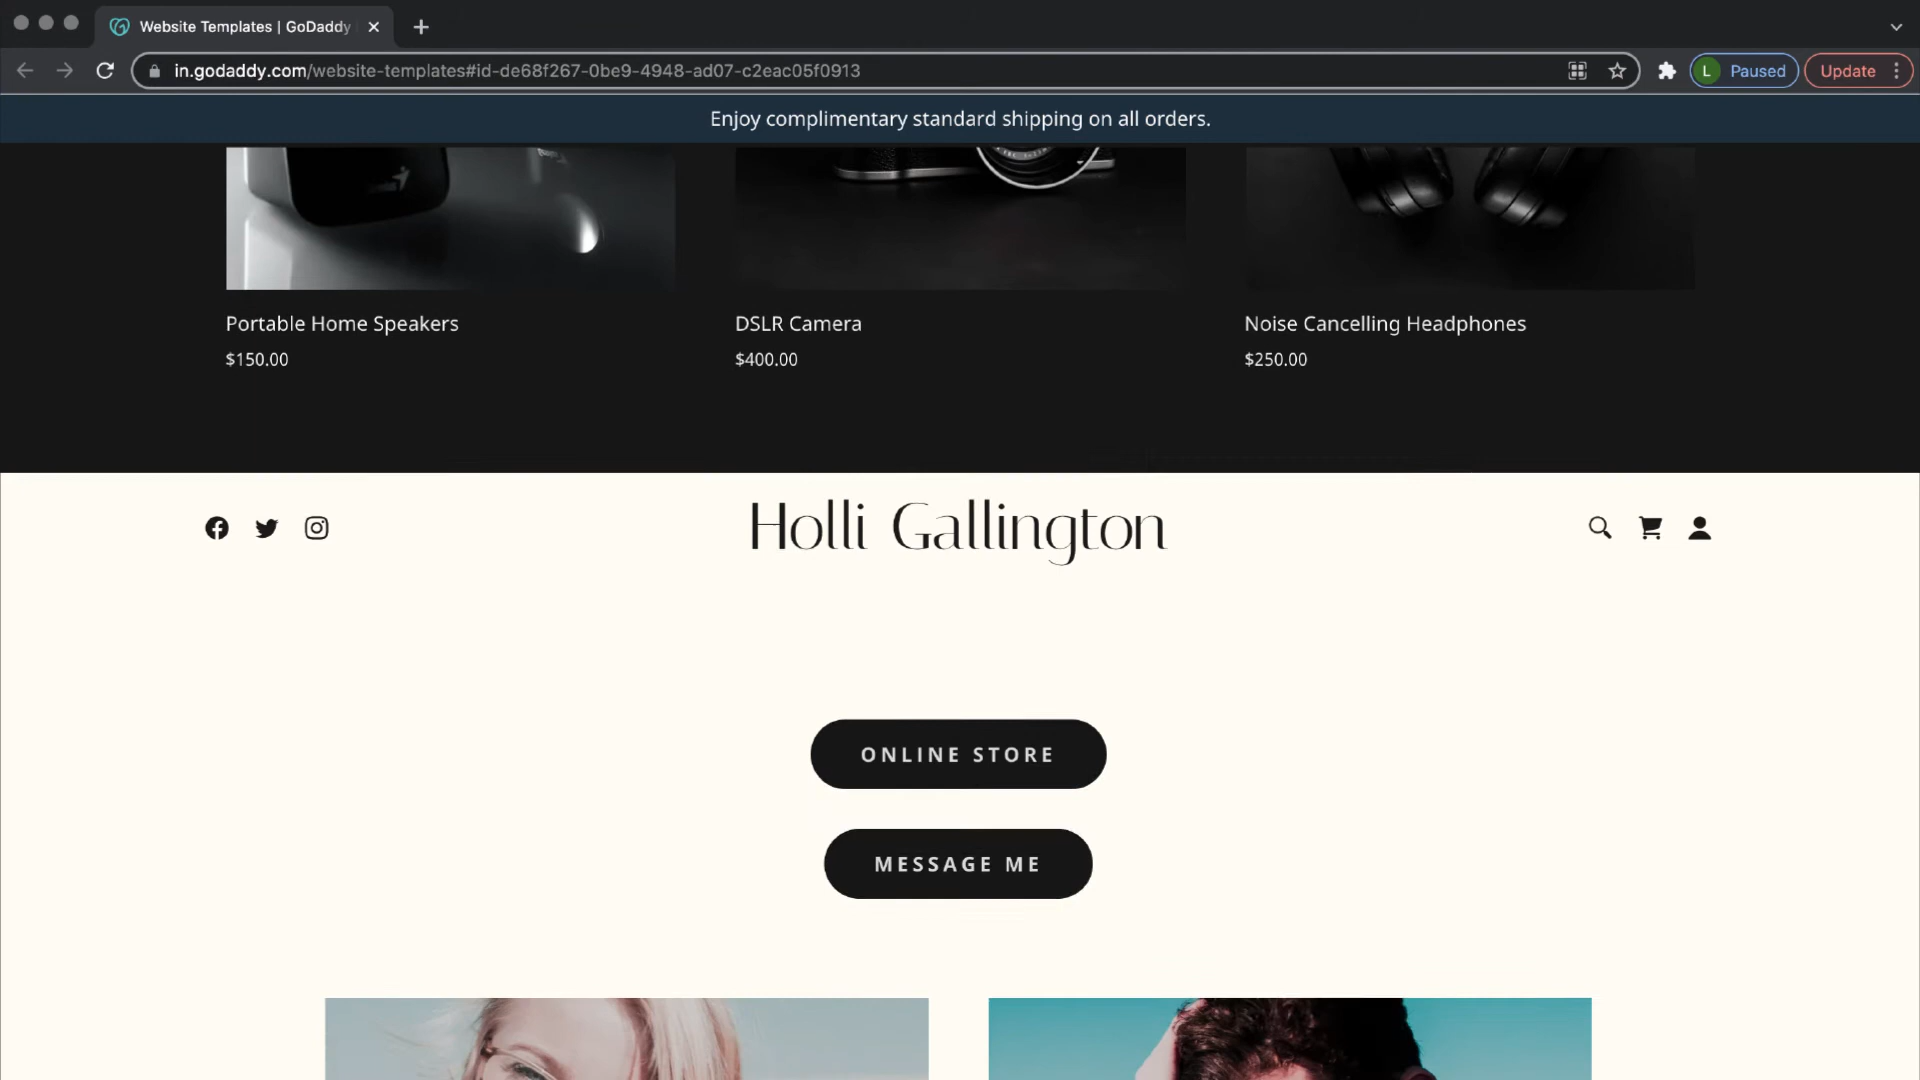 Website Templates | GoDaddy
in.godaddy.com/website-templates#id-de68f267-0be9-4948-ad07-c2eac05f0913
L
Paused
Update
Enjoy complimentary standard shipping on all orders.
Portable Home Speakers
DSLR Camera
Noise Cancelling Headphones
$150.00
$400.00
$250.00
Holli Gallington
ONLINE STORE
MESSAGE ME